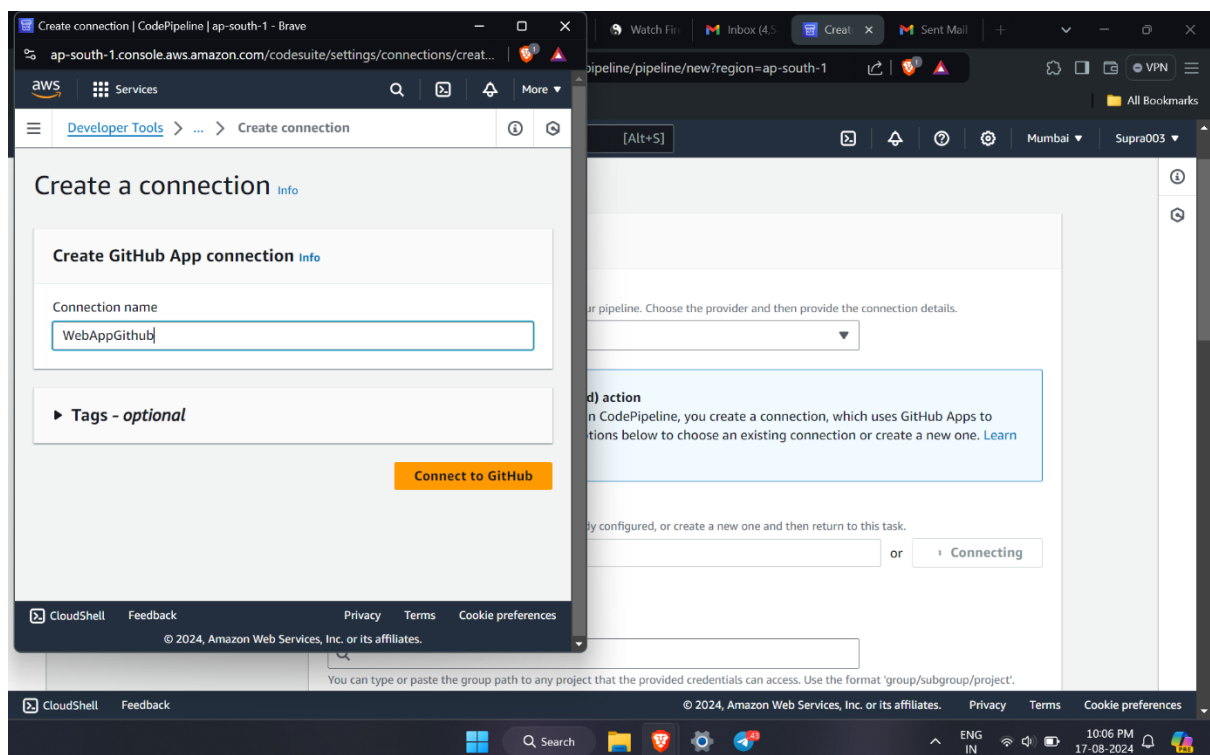 Create connection | CodePipeline | ap-south-1 - Brave
ap-south-1.console.aws.amazon.com/codesuite/settings/connections/creat...
aws Services More ▼
Developer Tools > ... > Create connection
Create a connection Info
Create GitHub App connection Info
Connection name
WebAppGithub
▶ Tags - optional
Connect to GitHub
CloudShell Feedback Privacy Terms Cookie preferences
© 2024, Amazon Web Services, Inc. or its affiliates.
Watch Fir Inbox (4,5 Creat Sent Mail
ipeline/pipeline/new?region=ap-south-1 VPN
All Bookmarks
[Alt+S] Mumbai ▼ Supra003 ▼
ur pipeline. Choose the provider and then provide the connection details.
d) action
n CodePipeline, you create a connection, which uses GitHub Apps to
tions below to choose an existing connection or create a new one. Learn
dy configured, or create a new one and then return to this task.
or Connecting
You can type or paste the group path to any project that the provided credentials can access. Use the format 'group/subgroup/project'.
CloudShell Feedback © 2024, Amazon Web Services, Inc. or its affiliates. Privacy Terms Cookie preferences
Search
ENG
IN
10:06 PM
17-08-2024
PRE